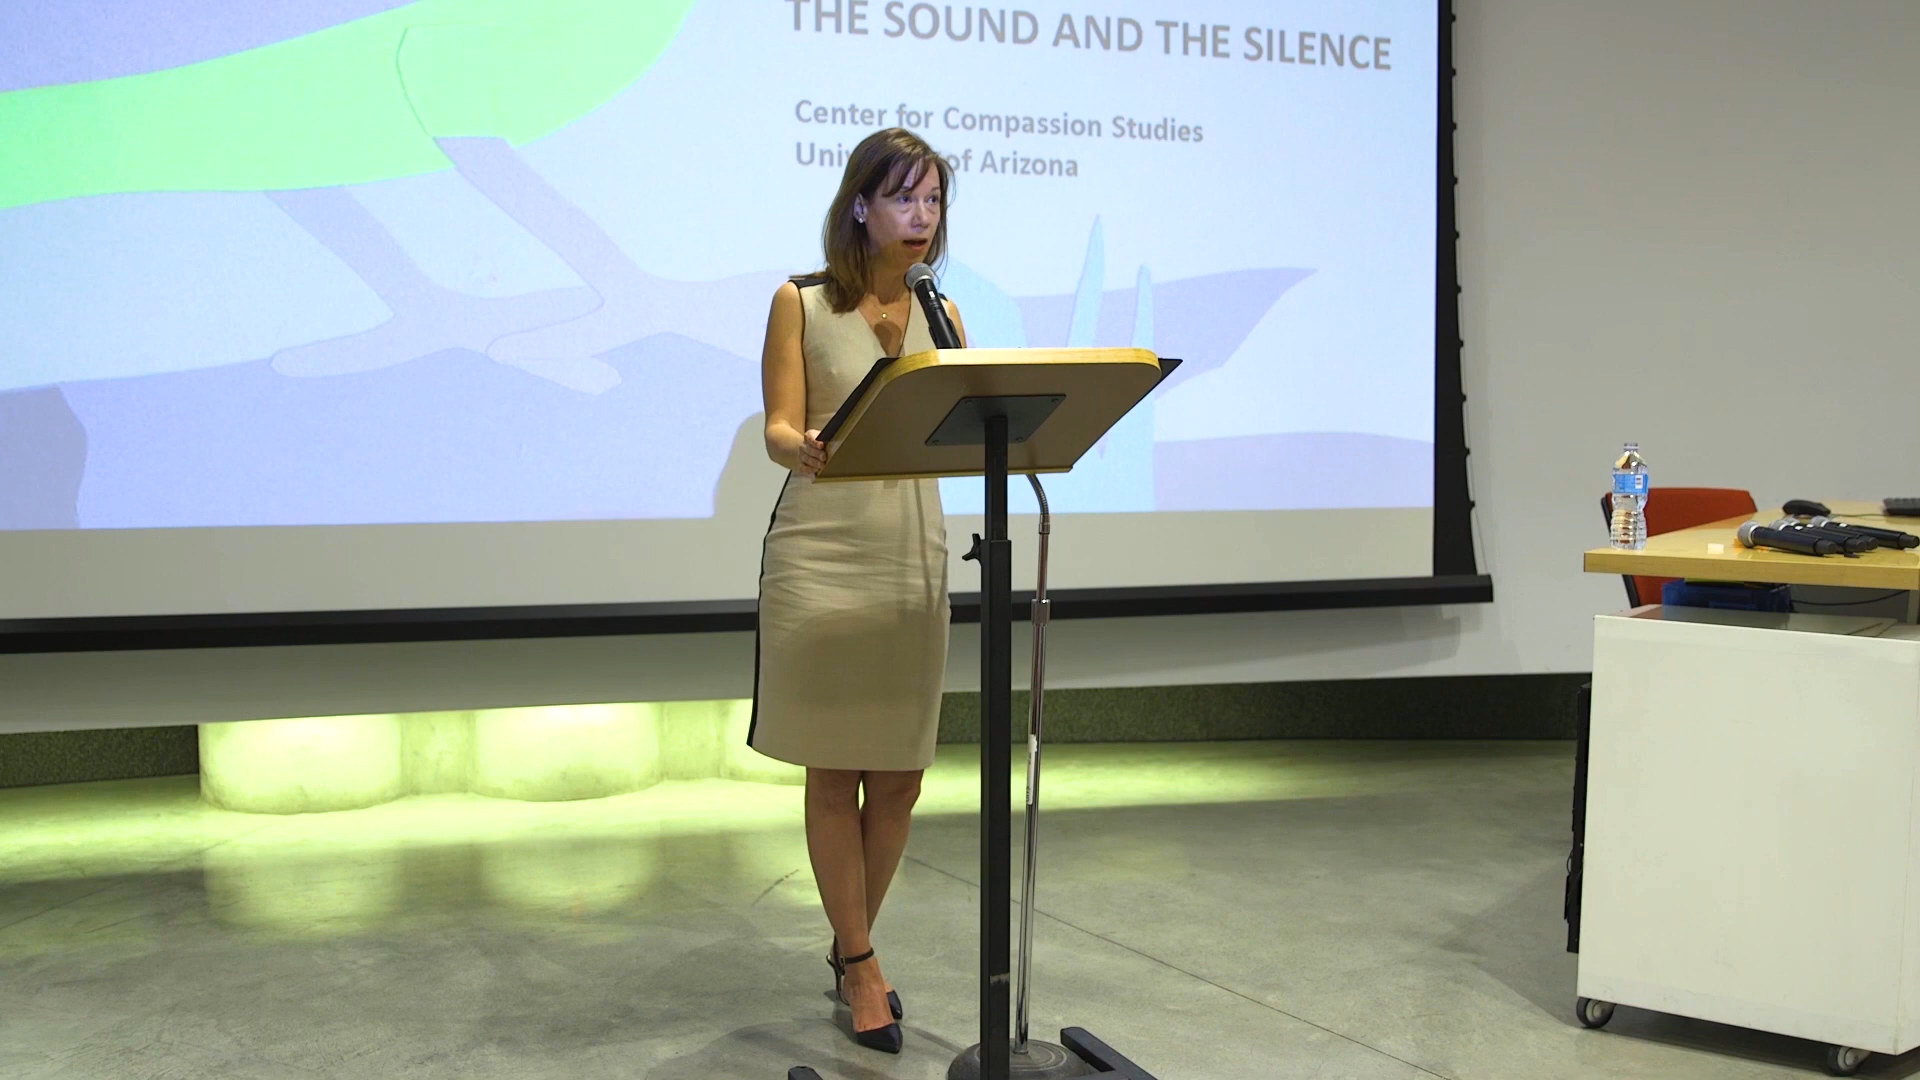 THE SOUND AND THE SILENCE
Center for Compassion Studies
of Arizona